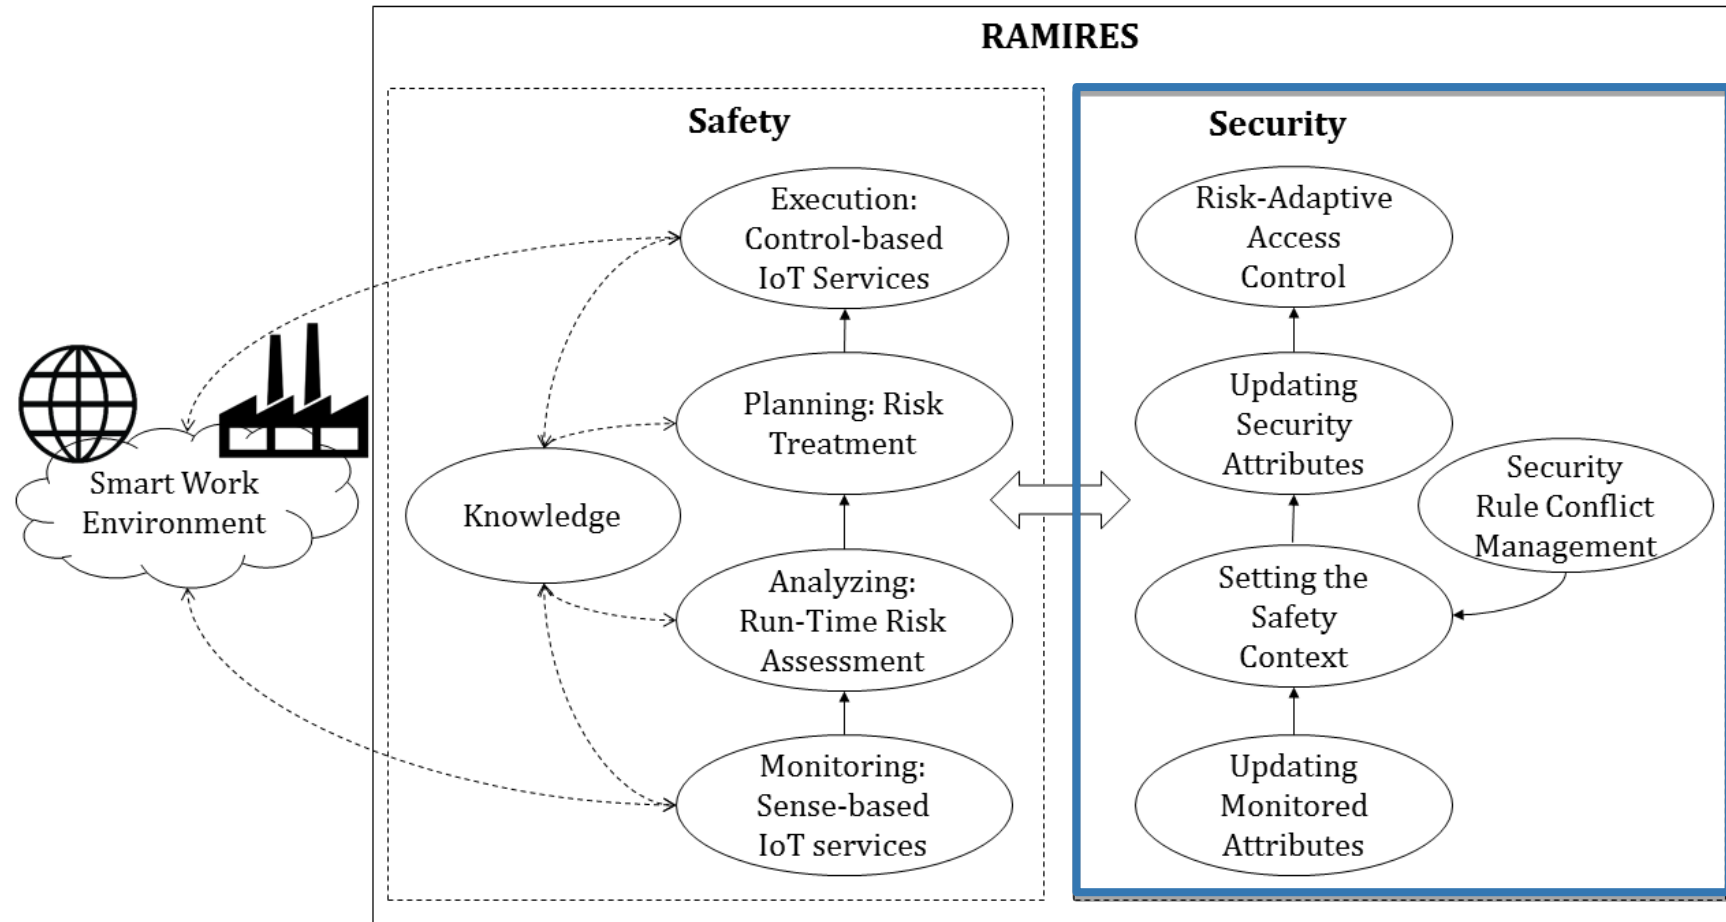 RAMIRES
Safety
Execution:
Control-based
IoT Services
Planning: Risk
Treatment
Knowledge
Analyzing:
Run-Time Risk
Assessment
Monitoring:
Sense-based
IoT services
Smart Work
Environment
Security
Risk-Adaptive
Access
Control
Updating
Security
Attributes
Security
Rule Conflict
Management
Setting the
Safety
Context
Updating
Monitored
Attributes